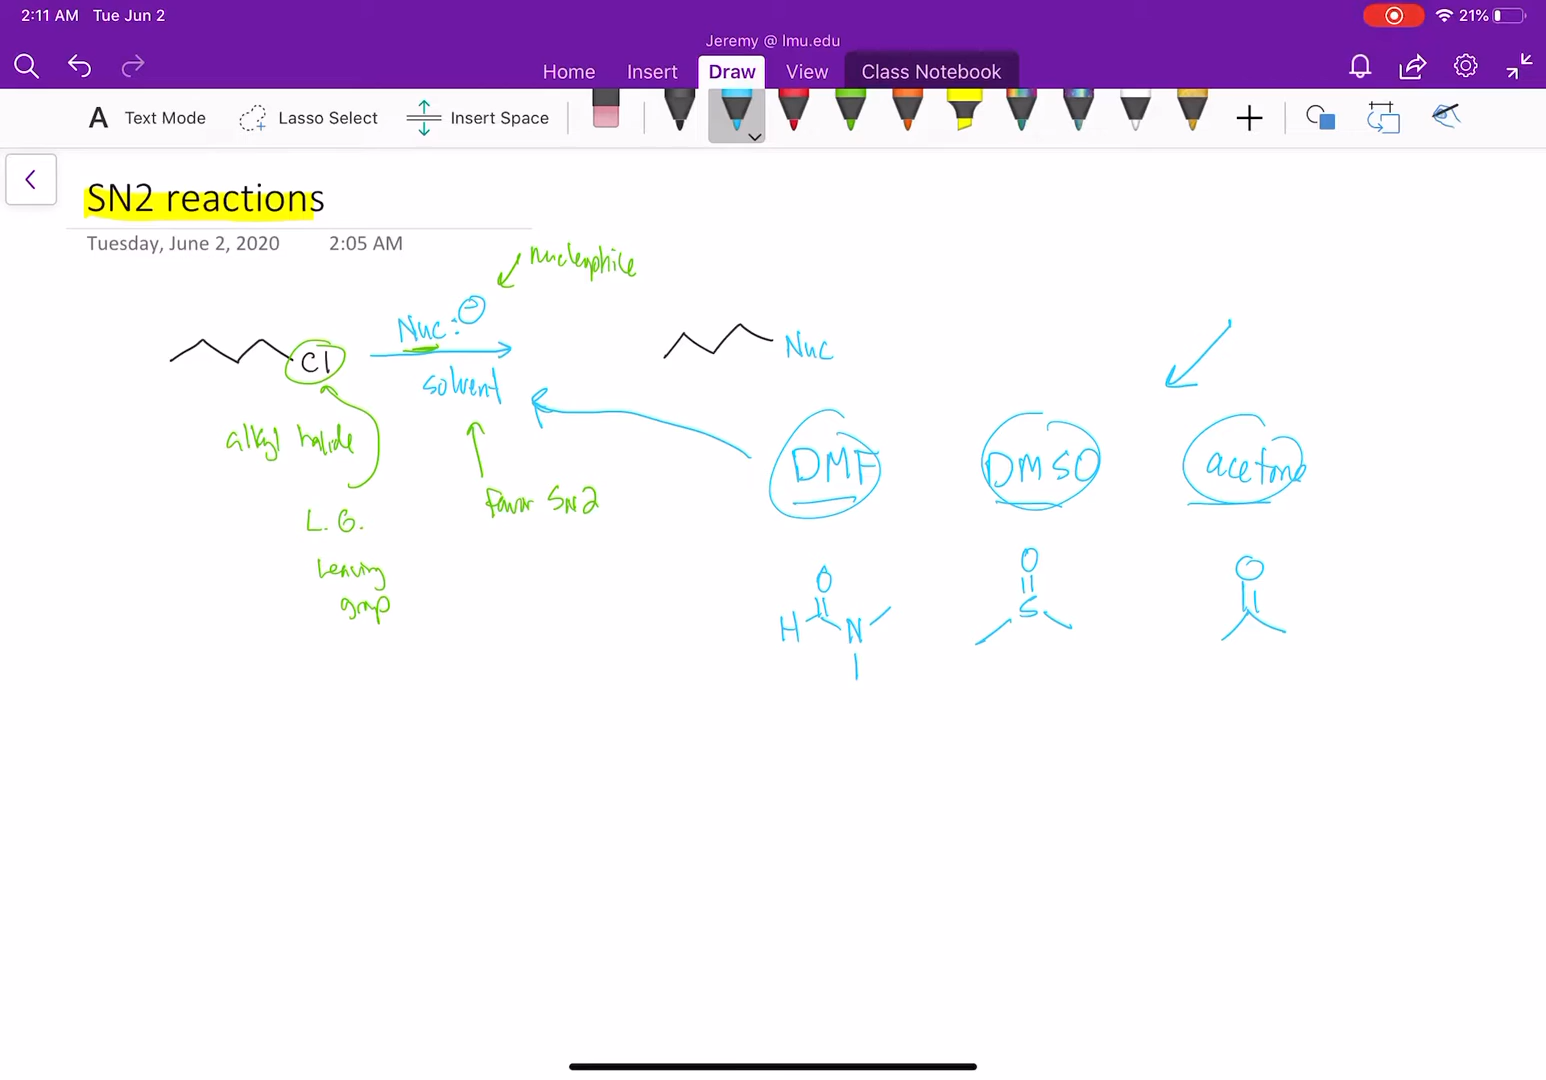 2:11 AM Tue Jun 2
21%
Jeremy @ lmu.edu
Home Insert Draw View Class Notebook
A Text Mode Lasso Select Insert Space
SN2 reactions
Tuesday, June 2, 2020 2:05 AM
nucleophile
Nuc:⊖
Cl
Nuc
solvent
alkyl halide
DMF DMSO acetone
favor SN2
L.G.
leaving
group
O O O
H N S